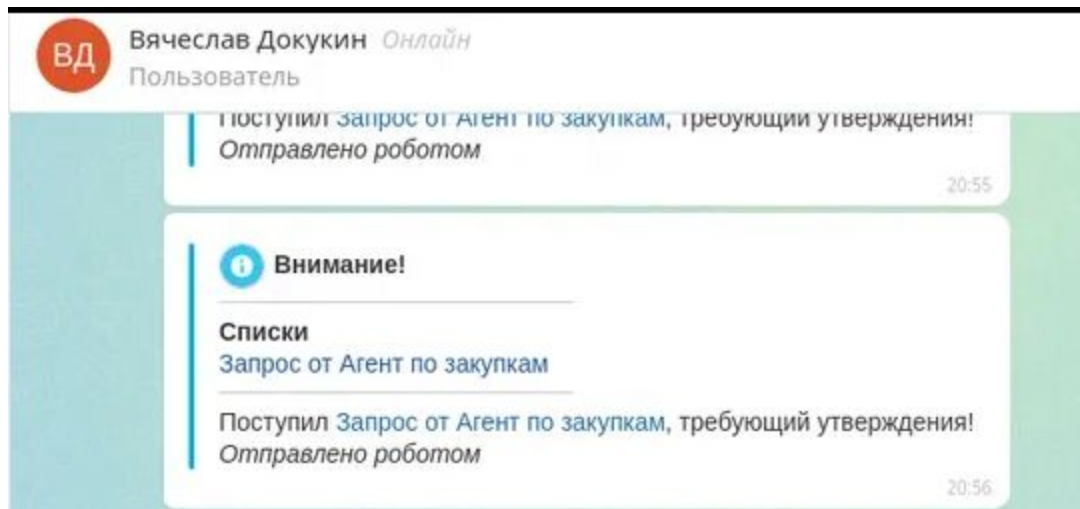 ВД
Вячеслав Докукин Онлайн
Пользователь
Поступил Запрос от Агент по закупкам, требующий утверждения!
Отправлено роботом
20:55
Внимание!
Списки
Запрос от Агент по закупкам
Поступил Запрос от Агент по закупкам, требующий утверждения!
Отправлено роботом
20:56